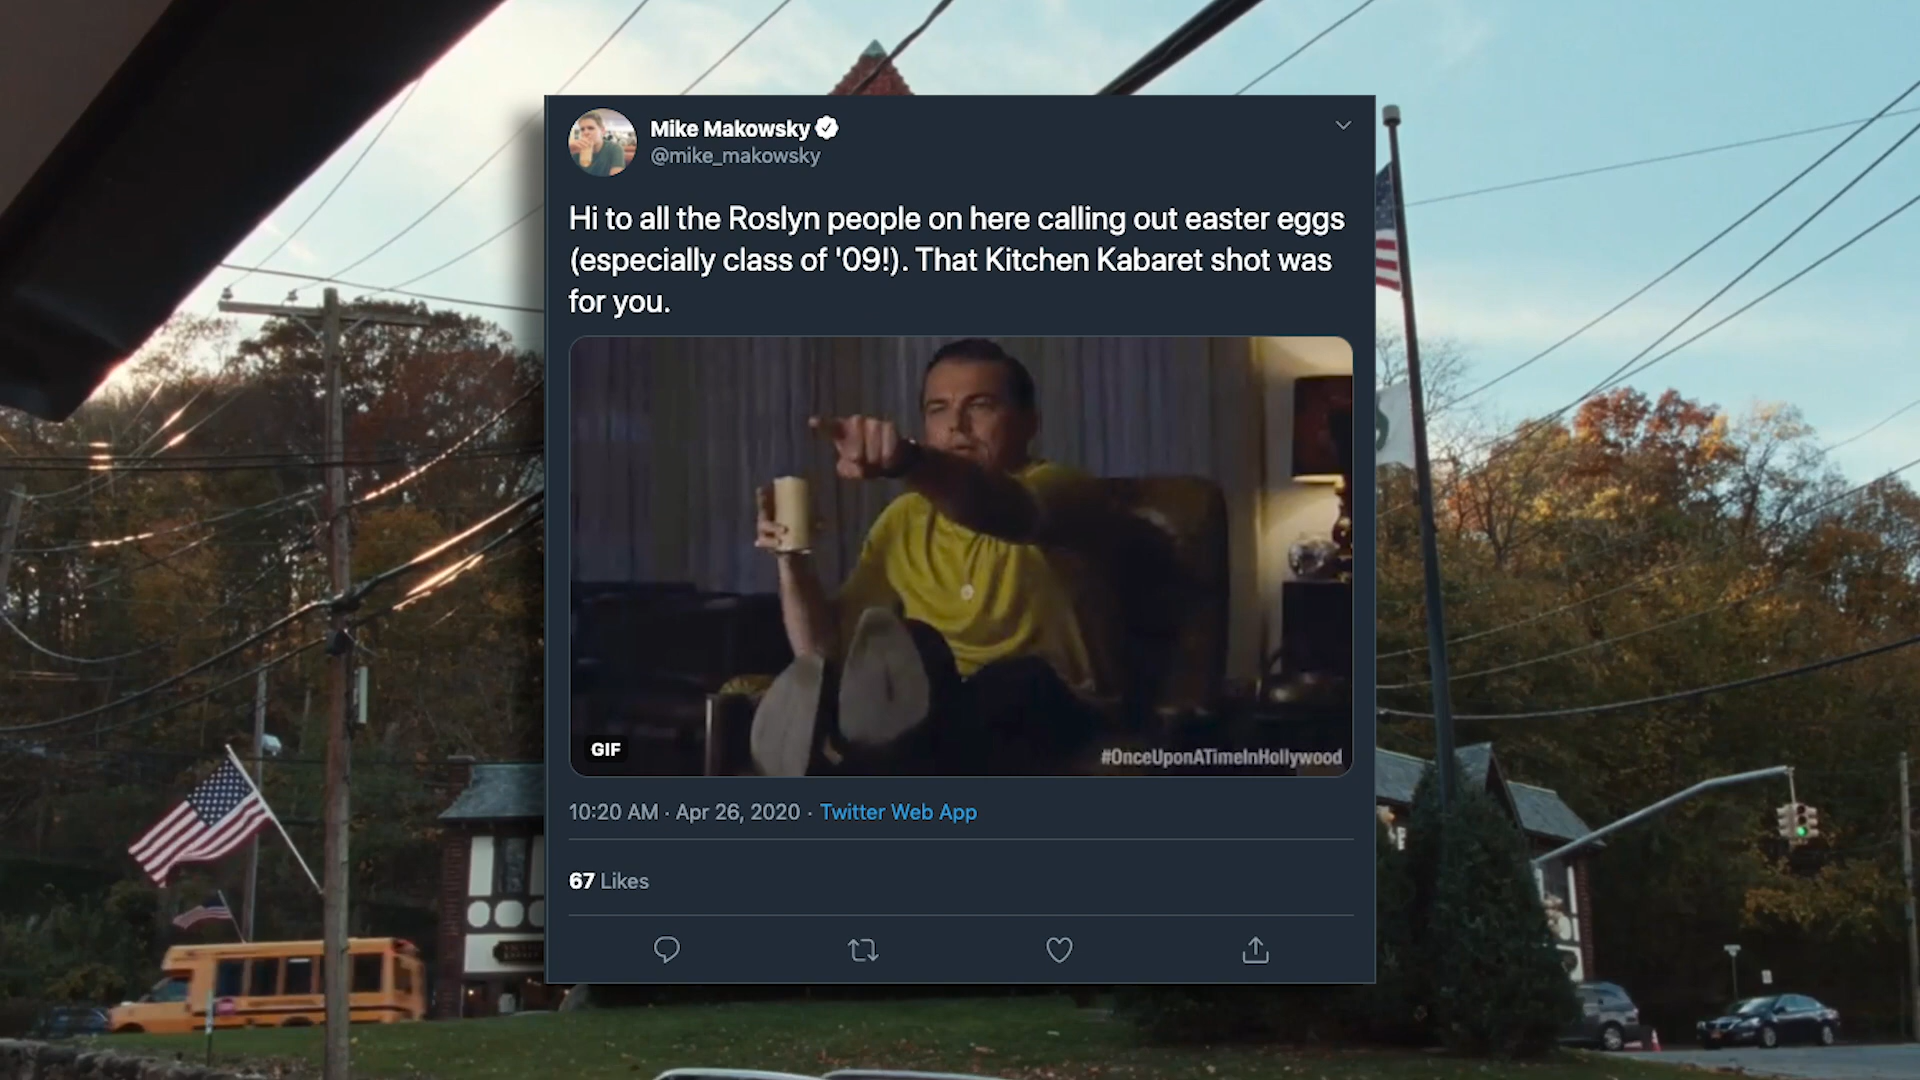 Mike Makowsky
@mike_makowsky
Hi to all the Roslyn people on here calling out easter eggs
(especially class of '09!). That Kitchen Kabaret shot was
for you.
GIF
#OnceUponATimeInHollywood
10:20 AM · Apr 26, 2020 · Twitter Web App
67 Likes